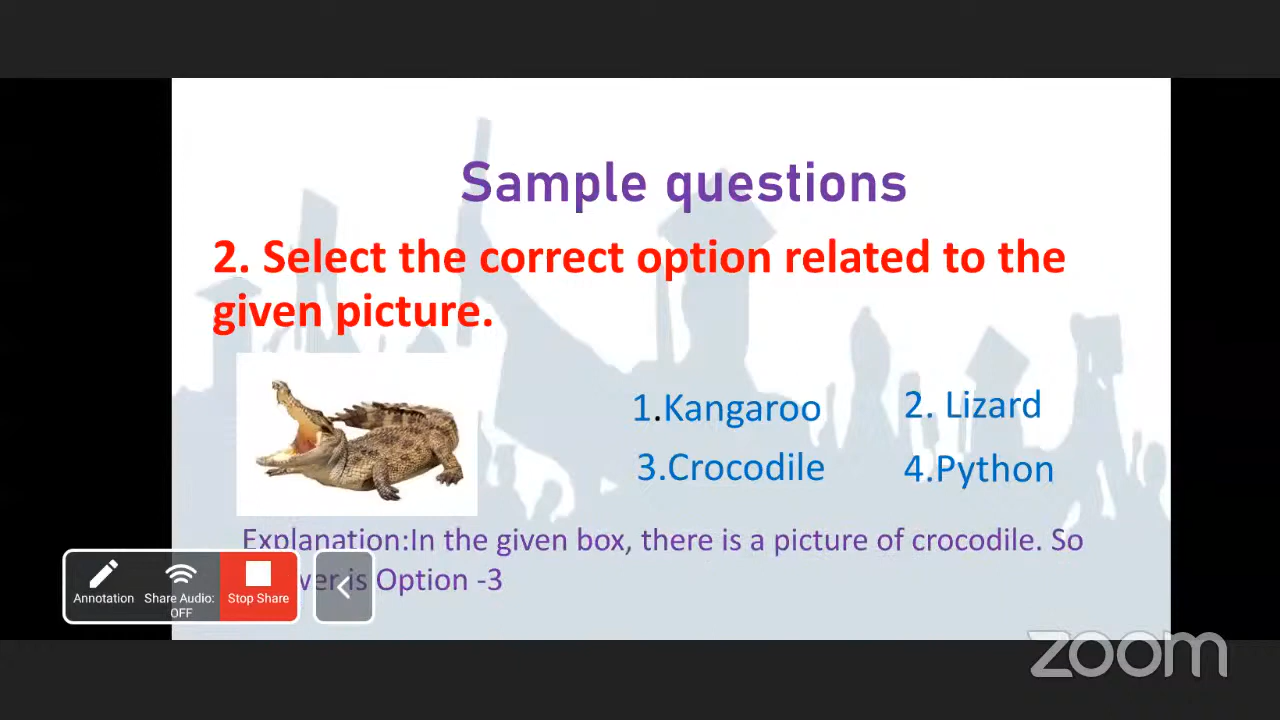 Sample questions
2. Select the correct option related to the
given picture.
1.Kangaroo
2. Lizard
3.Crocodile
4.Python
Explanation:In the given box, there is a picture of crocodile. So
is Option -3
Annotation
Share Audio:
OFF
Stop Share
zoom